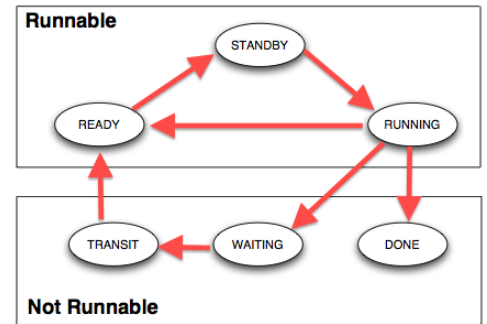 Runnable
STANDBY
READY
RUNNING
TRANSIT
WAITING
DONE
Not Runnable